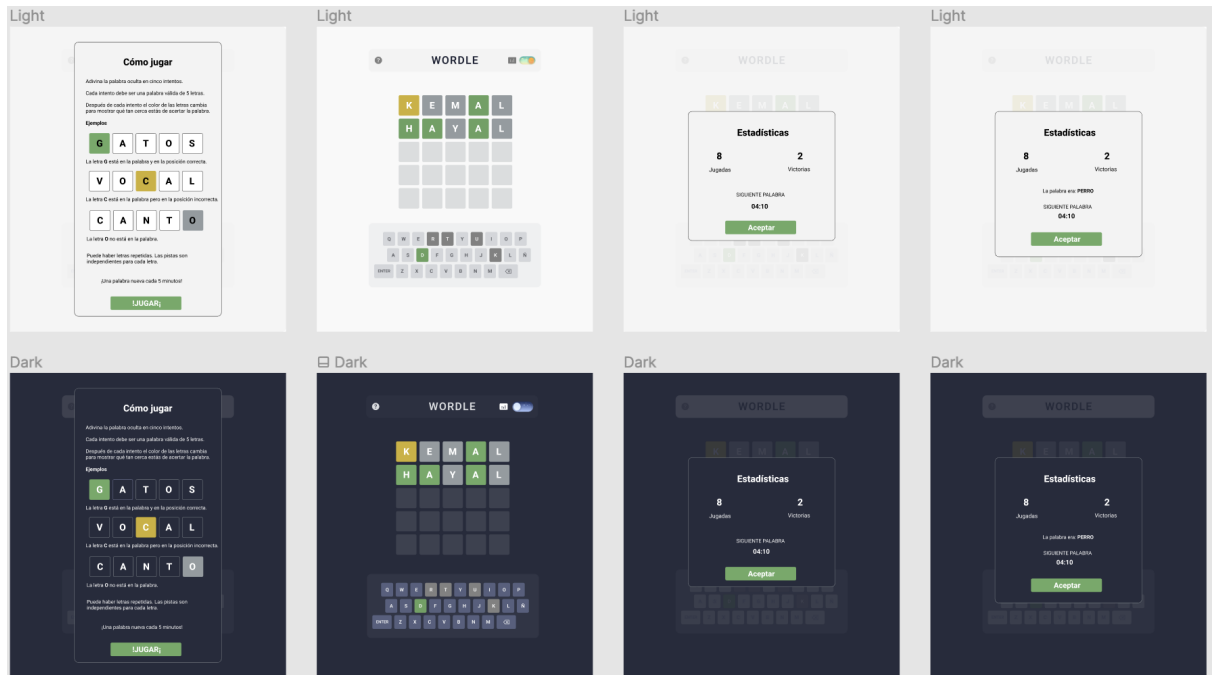 Light
Cómo jugar
Adivina la palabra oculta en cinco intentos.
Cada intento debe ser una palabra válida de 5 letras.
Después de cada intento el color de las letras cambia
para mostrar qué tan cerca estás de acertar la palabra.
Ejemplos
G A T O S
La letra G está en la palabra y en la posición correcta.
V O C A L
La letra C está en la palabra pero en la posición incorrecta.
C A N T O
La letra O no está en la palabra.
Puede haber letras repetidas. Las pistas son
independientes para cada letra.
¡Una palabra nueva cada 5 minutos!
!JUGAR¡
Light
? WORDLE
K E M A L
H A Y A L
Q W E R T Y U I O P
A S D F G H J K L Ñ
ENTER Z X C V B N M
Light
WORDLE
K E M A L
Estadísticas
8 2
Jugadas Victorias
SIGUIENTE PALABRA
04:10
Aceptar
Light
WORDLE
K E M A L
Estadísticas
8 2
Jugadas Victorias
La palabra era: PERRO
SIGUIENTE PALABRA
04:10
Aceptar
Dark
Cómo jugar
Adivina la palabra oculta en cinco intentos.
Cada intento debe ser una palabra válida de 5 letras.
Después de cada intento el color de las letras cambia
para mostrar qué tan cerca estás de acertar la palabra.
Ejemplos
G A T O S
La letra G está en la palabra y en la posición correcta.
V O C A L
La letra C está en la palabra pero en la posición incorrecta.
C A N T O
La letra O no está en la palabra.
Puede haber letras repetidas. Las pistas son
independientes para cada letra.
¡Una palabra nueva cada 5 minutos!
!JUGAR¡
Dark
? WORDLE
K E M A L
H A Y A L
Q W E R T Y U I O P
A S D F G H J K L Ñ
ENTER Z X C V B N M
Dark
WORDLE
K E M A L
Estadísticas
8 2
Jugadas Victorias
SIGUIENTE PALABRA
04:10
Aceptar
Dark
WORDLE
K E M A L
Estadísticas
8 2
Jugadas Victorias
La palabra era: PERRO
SIGUIENTE PALABRA
04:10
Aceptar